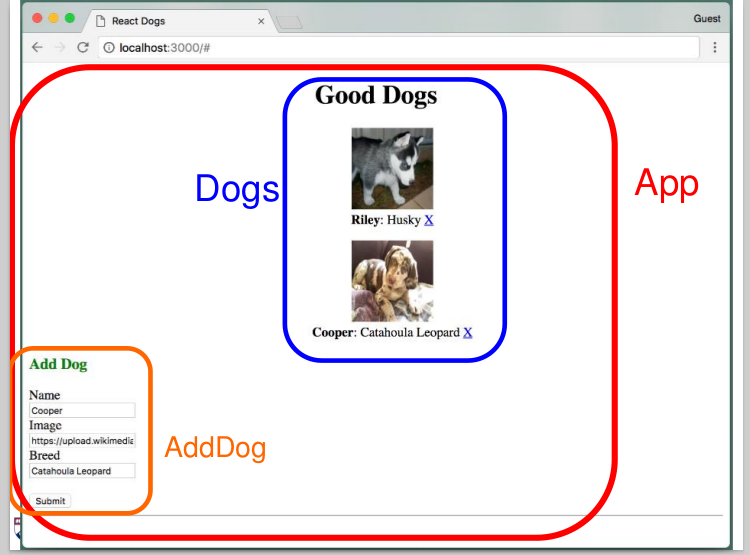 React Dogs
Guest
localhost:3000/#
Good Dogs
Dogs
App
Riley: Husky X
Cooper: Catahoula Leopard X
Add Dog
Name
Cooper
Image
https://upload.wikimedia
Breed
Catahoula Leopard
AddDog
Submit